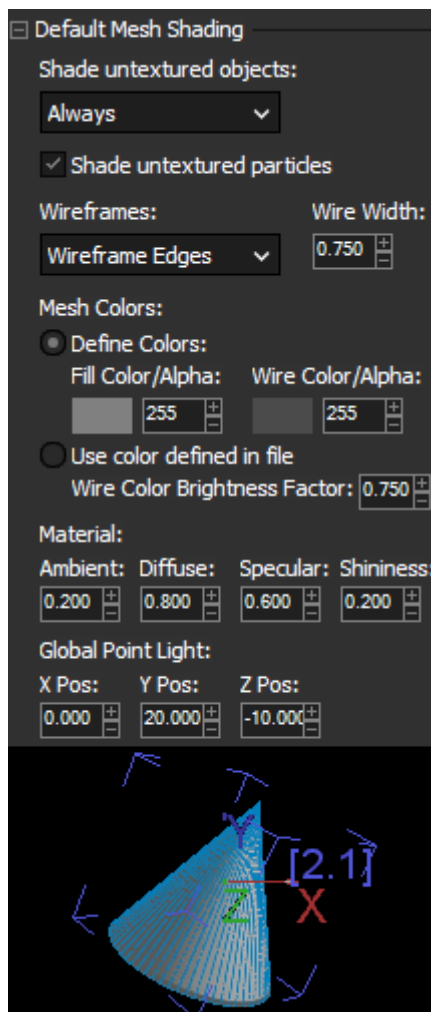 Default Mesh Shading
Shade untextured objects:
Always
Shade untextured particles
Wireframes: Wire Width:
Wireframe Edges 0.750
Mesh Colors:
Define Colors:
Fill Color/Alpha: Wire Color/Alpha:
255 255
Use color defined in file
Wire Color Brightness Factor: 0.750
Material:
Ambient: Diffuse: Specular: Shininess:
0.200 0.800 0.600 0.200
Global Point Light:
X Pos: Y Pos: Z Pos:
0.000 20.000 -10.000
Y
[2.1]
Z X